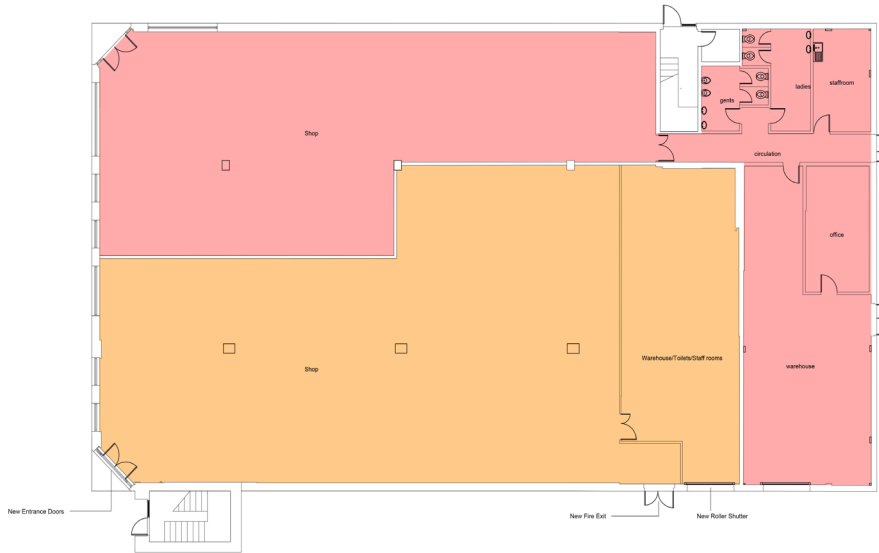 staffroom
ladies
gents
Shop
circulation
office
Warehouse/Toilets/Staff rooms
warehouse
Shop
New Entrance Doors
New Fire Exit
New Roller Shutter